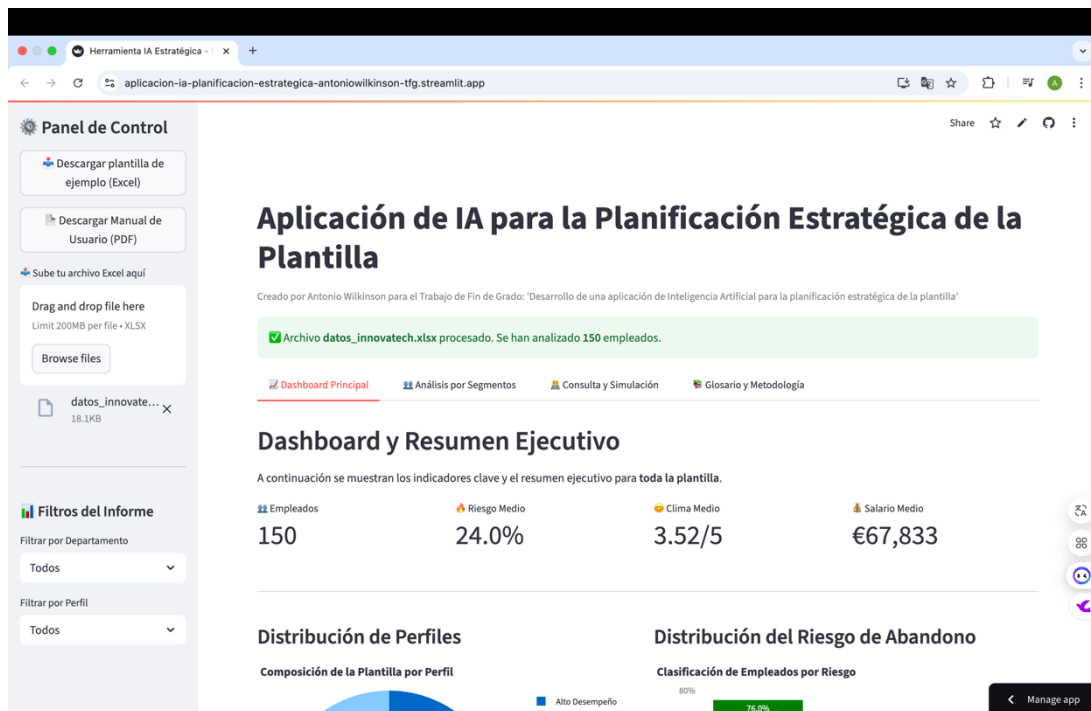 Herramienta IA Estratégica -
aplicacion-ia-planificacion-estrategica-antoniowilkinson-tfg.streamlit.app
A
Share
Panel de Control
Descargar plantilla de
ejemplo (Excel)
Descargar Manual de
Usuario (PDF)
Sube tu archivo Excel aquí
Drag and drop file here
Limit 200MB per file • XLSX
Browse files
datos_innovate...
18.1KB
Filtros del Informe
Filtrar por Departamento
Todos
Filtrar por Perfil
Todos
Aplicación de IA para la Planificación Estratégica de la
Plantilla
Creado por Antonio Wilkinson para el Trabajo de Fin de Grado: 'Desarrollo de una aplicación de Inteligencia Artificial para la planificación estratégica de la plantilla'
Archivo datos_innovatech.xlsx procesado. Se han analizado 150 empleados.
Dashboard Principal
Análisis por Segmentos
Consulta y Simulación
Glosario y Metodología
Dashboard y Resumen Ejecutivo
A continuación se muestran los indicadores clave y el resumen ejecutivo para toda la plantilla.
Empleados
150
Riesgo Medio
24.0%
Clima Medio
3.52/5
Salario Medio
€67,833
Distribución de Perfiles
Composición de la Plantilla por Perfil
Alto Desempeño
Distribución del Riesgo de Abandono
Clasificación de Empleados por Riesgo
80%
76.0%
Manage app